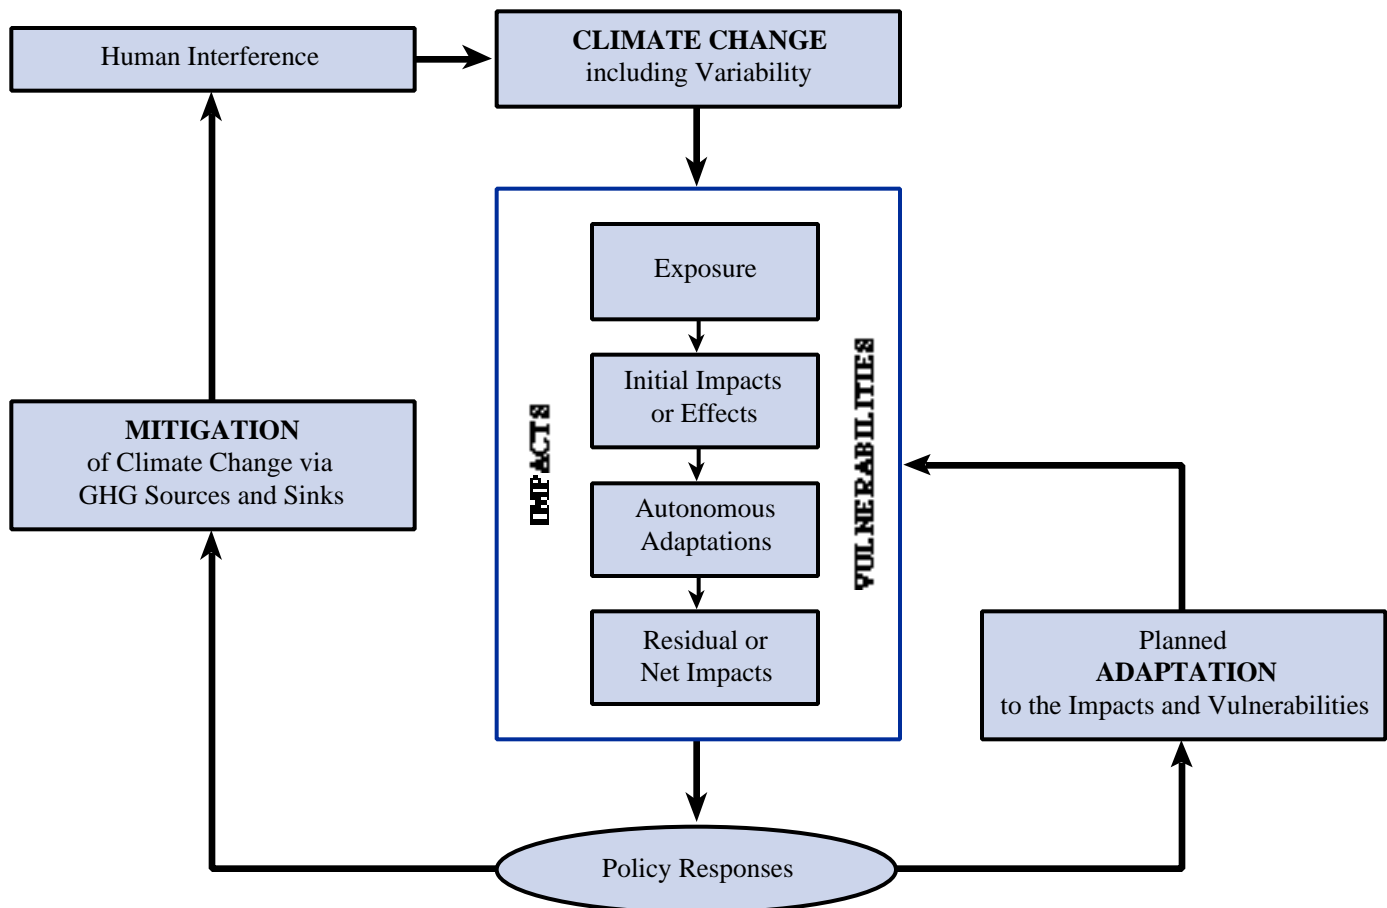 Human Interference
CLIMATE CHANGE
including Variability
Exposure
Initial Impacts
or Effects
IMPACTS
VULNERABILITIES
MITIGATION
of Climate Change via
GHG Sources and Sinks
Autonomous
Adaptations
Residual or
Net Impacts
Planned
ADAPTATION
to the Impacts and Vulnerabilities
Policy Responses